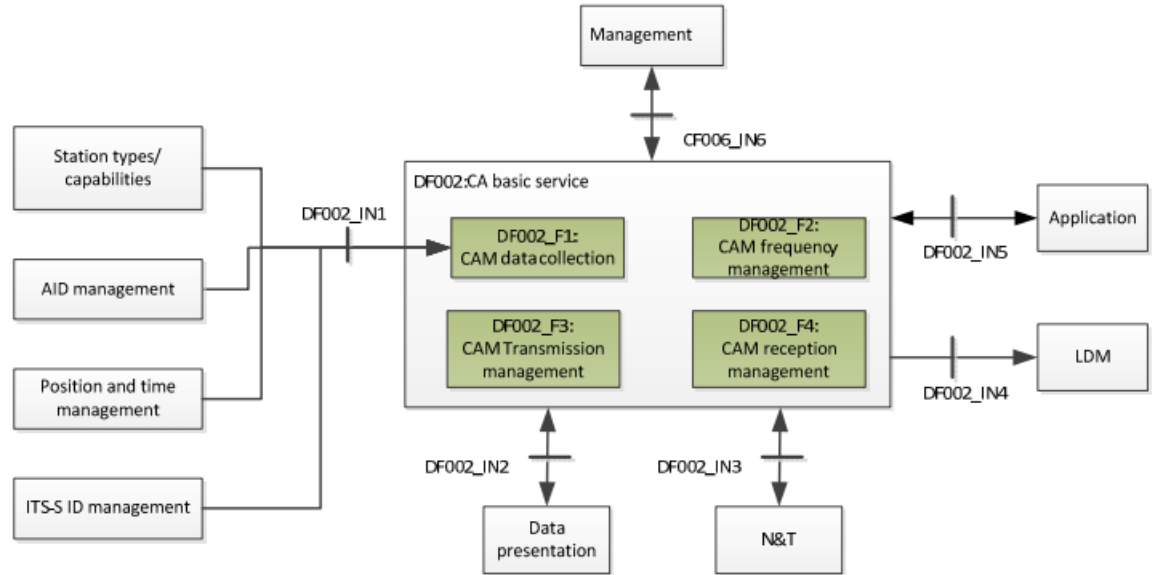 Management
CF006_IN6
Station types/
capabilities
DF002:CA basic service
DF002_IN1
DF002_F1:
CAM data collection
DF002_F2:
CAM frequency
management
Application
DF002_IN5
AID management
DF002_F3:
CAM Transmission
management
DF002_F4:
CAM reception
management
LDM
DF002_IN4
Position and time
management
DF002_IN2
DF002_IN3
ITS-S ID management
Data
presentation
N&T